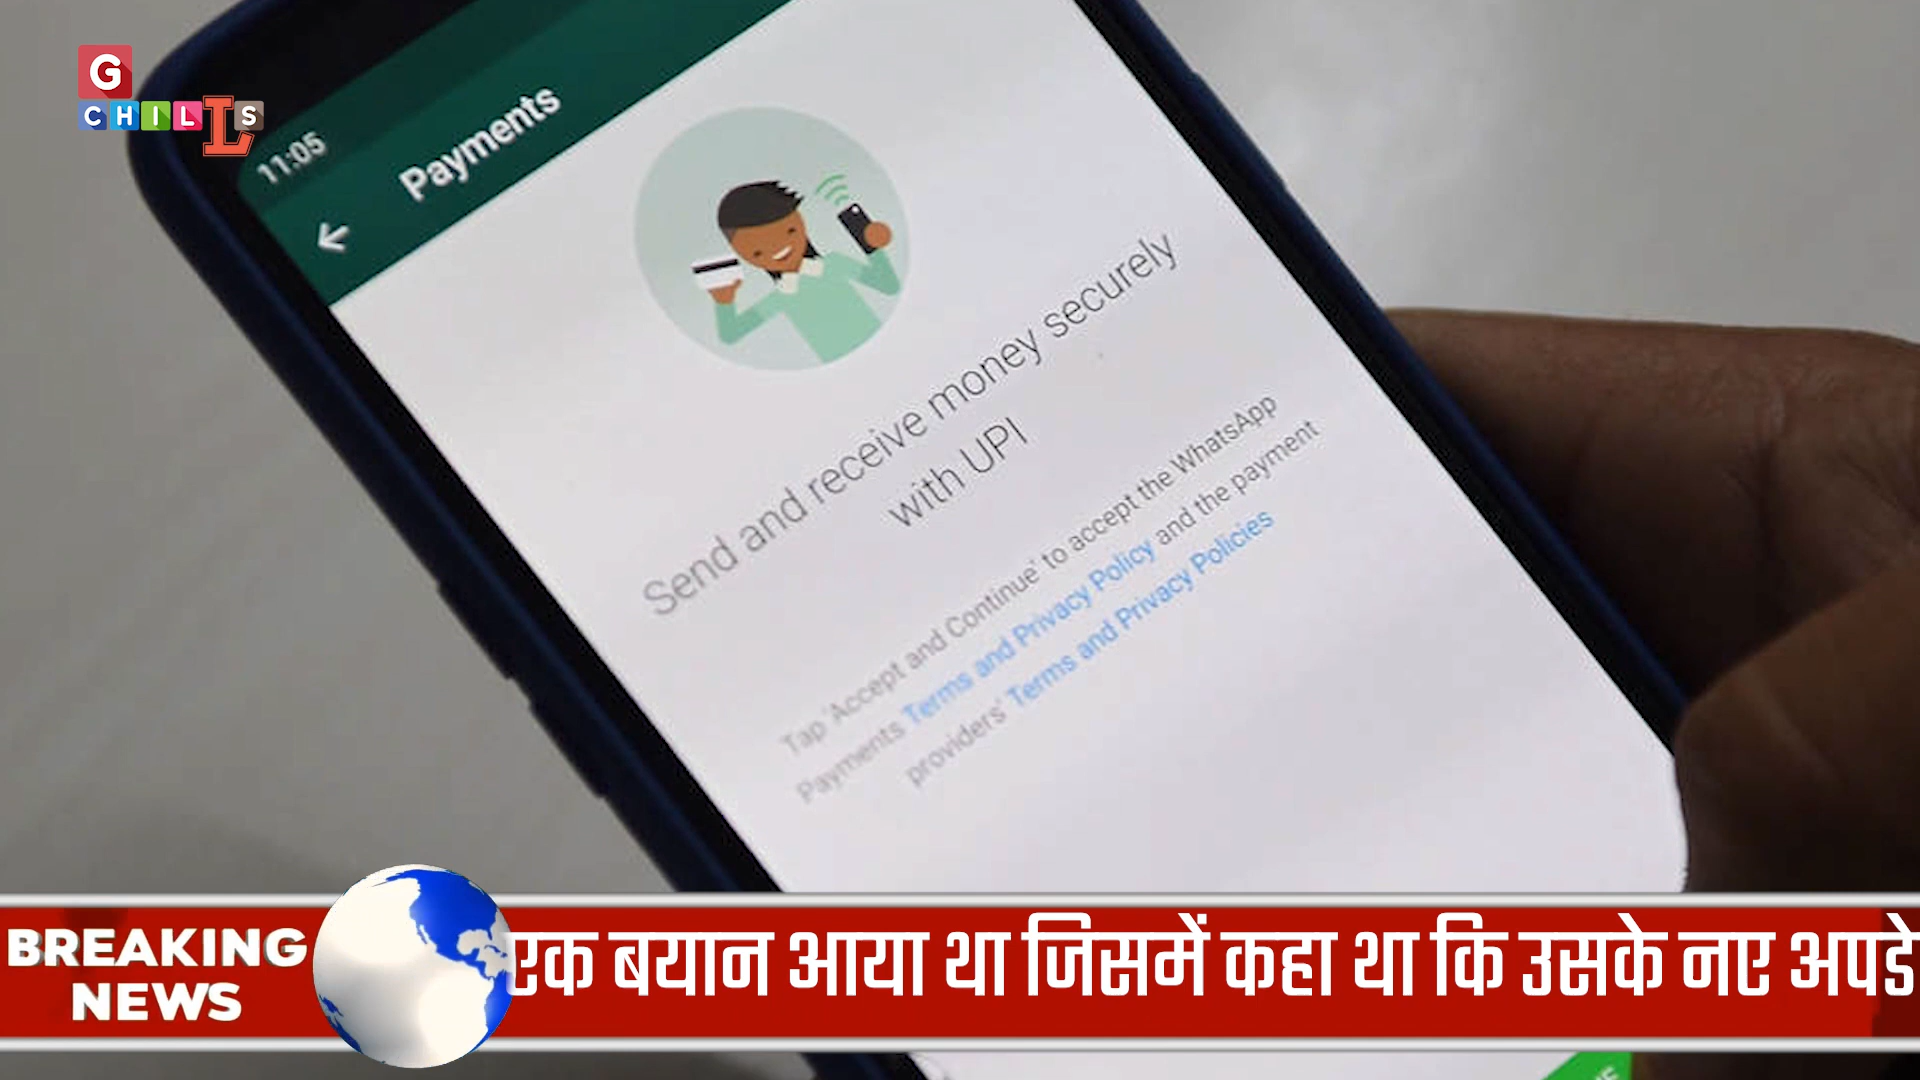 G
CHILLS
11:05
Payments
Send and receive money securely
with UPI
Tap 'Accept and Continue' to accept the WhatsApp
Payments Terms and Privacy Policy and the payment
providers' Terms and Privacy Policies
BREAKING
NEWS
एक बयान आया था जिसमें कहा था कि उसके नए अपडे